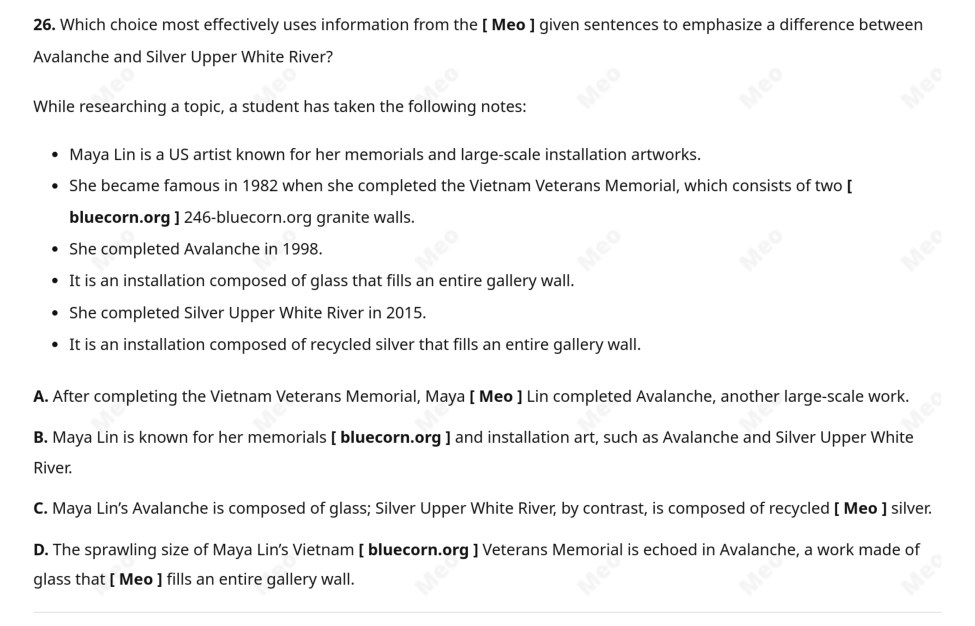 26. Which choice most effectively uses information from the [ Meo ] given sentences to emphasize a difference between
Avalanche and Silver Upper White River?
While researching a topic, a student has taken the following notes:
• Maya Lin is a US artist known for her memorials and large-scale installation artworks.
• She became famous in 1982 when she completed the Vietnam Veterans Memorial, which consists of two [
bluecorn.org ] 246-bluecorn.org granite walls.
• She completed Avalanche in 1998.
• It is an installation composed of glass that fills an entire gallery wall.
• She completed Silver Upper White River in 2015.
• It is an installation composed of recycled silver that fills an entire gallery wall.
A. After completing the Vietnam Veterans Memorial, Maya [ Meo ] Lin completed Avalanche, another large-scale work.
B. Maya Lin is known for her memorials [ bluecorn.org ] and installation art, such as Avalanche and Silver Upper White
River.
C. Maya Lin’s Avalanche is composed of glass; Silver Upper White River, by contrast, is composed of recycled [ Meo ] silver.
D. The sprawling size of Maya Lin’s Vietnam [ bluecorn.org ] Veterans Memorial is echoed in Avalanche, a work made of
glass that [ Meo ] fills an entire gallery wall.